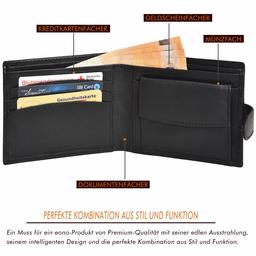 KREDITKARTENFÄCHER
GELDSCHEINFÄCHER
MÜNZFACH
Gesundheitskarte
DOKUMENTENFÄCHER
PERFEKTE KOMBINATION AUS STIL UND FUNKTION
Ein Muss für ein eono-Produkt von Premium-Qualität mit seiner edlen Ausstrahlung,
seinem intelligenten Design und die perfekte Kombination aus Stil und Funktion.